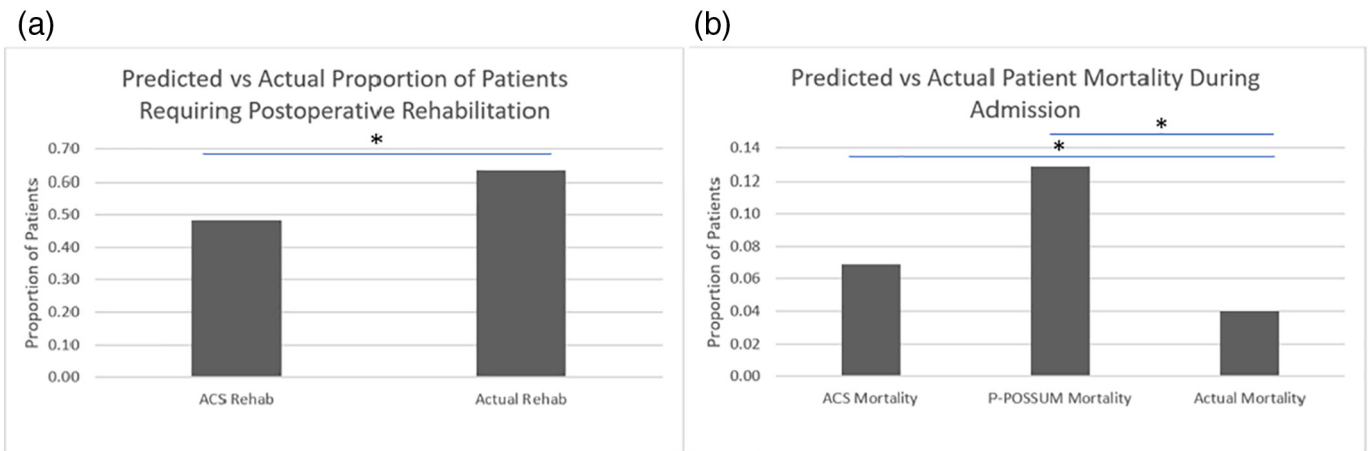 (a)
Predicted vs Actual Proportion of Patients
Requiring Postoperative Rehabilitation
*
Proportion of Patients
0.70
0.60
0.50
0.40
0.30
0.20
0.10
0.00
ACS Rehab
Actual Rehab
(b)
Predicted vs Actual Patient Mortality During
Admission
*
*
Proportion of Patients
0.14
0.12
0.10
0.08
0.06
0.04
0.02
0.00
ACS Mortality
P-POSSUM Mortality
Actual Mortality